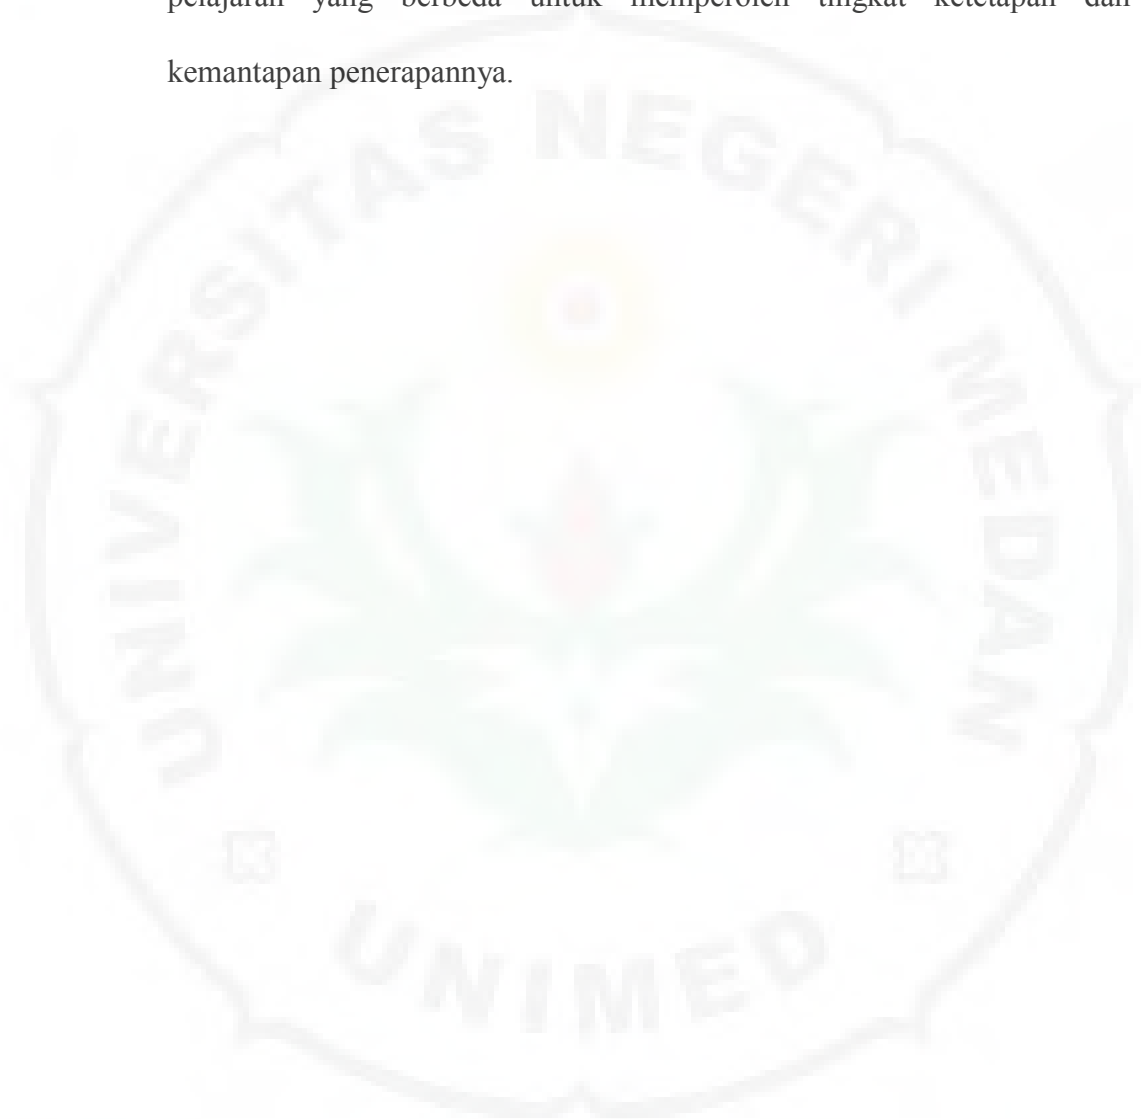 pelajaran yang berbeda untuk memperoleh tingkat ketetapan dan
kemantapan penerapannya.
UNIVERSITAS NEGERI MEDAN
UNIMED